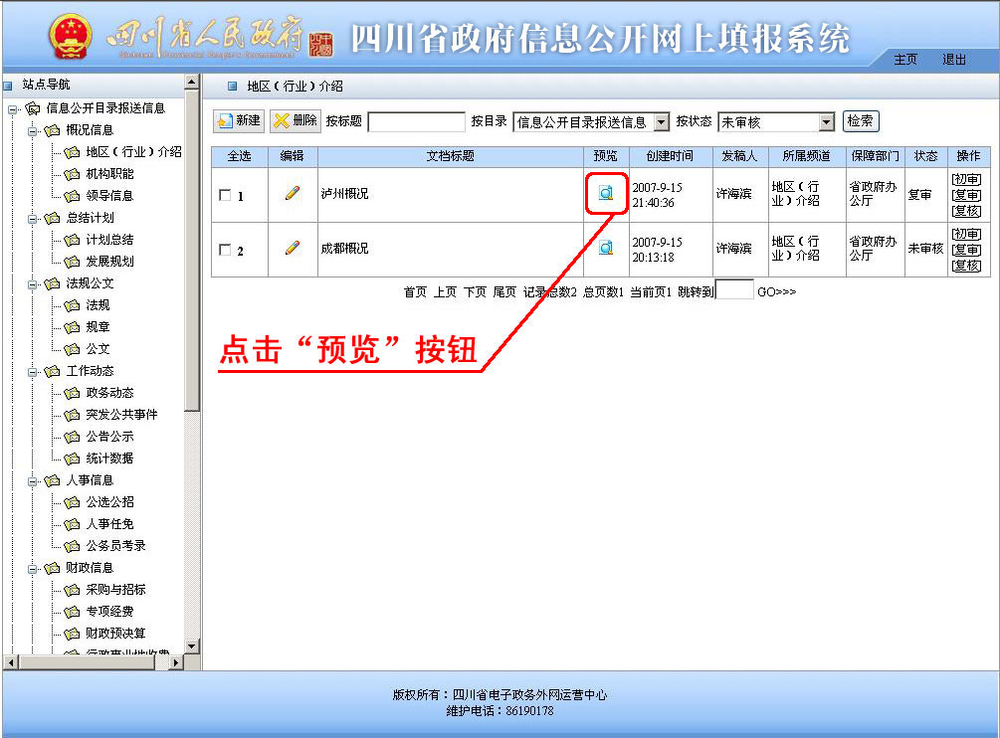 四川省人民政府
四川省政府信息公开网上填报系统
主页 退出
站点导航
信息公开目录报送信息
概况信息
地区（行业）介绍
机构职能
领导信息
总结计划
计划总结
发展规划
法规公文
法规
规章
公文
工作动态
政务动态
突发公共事件
公告公示
统计数据
人事信息
公选公招
人事任免
公务员考录
财政信息
采购与招标
专项经费
财政预决算
行政事业性收费
地区（行业）介绍
新建 删除 按标题 按目录 信息公开目录报送信息 按状态 未审核 检索
全选 编辑 文档标题 预览 创建时间 发稿人 所属频道 保障部门 状态 操作
1 泸州概况 2007-9-15 21:40:36 许海滨 地区（行业）介绍 省政府办公厅 复审 [初审] [复审] [复核]
2 成都概况 2007-9-15 20:13:18 许海滨 地区（行业）介绍 省政府办公厅 未审核 [初审] [复审] [复核]
首页 上页 下页 尾页 记录总数2 总页数1 当前页1 跳转到 GO>>>
点击“预览”按钮
版权所有：四川省电子政务外网运营中心
维护电话：86190178